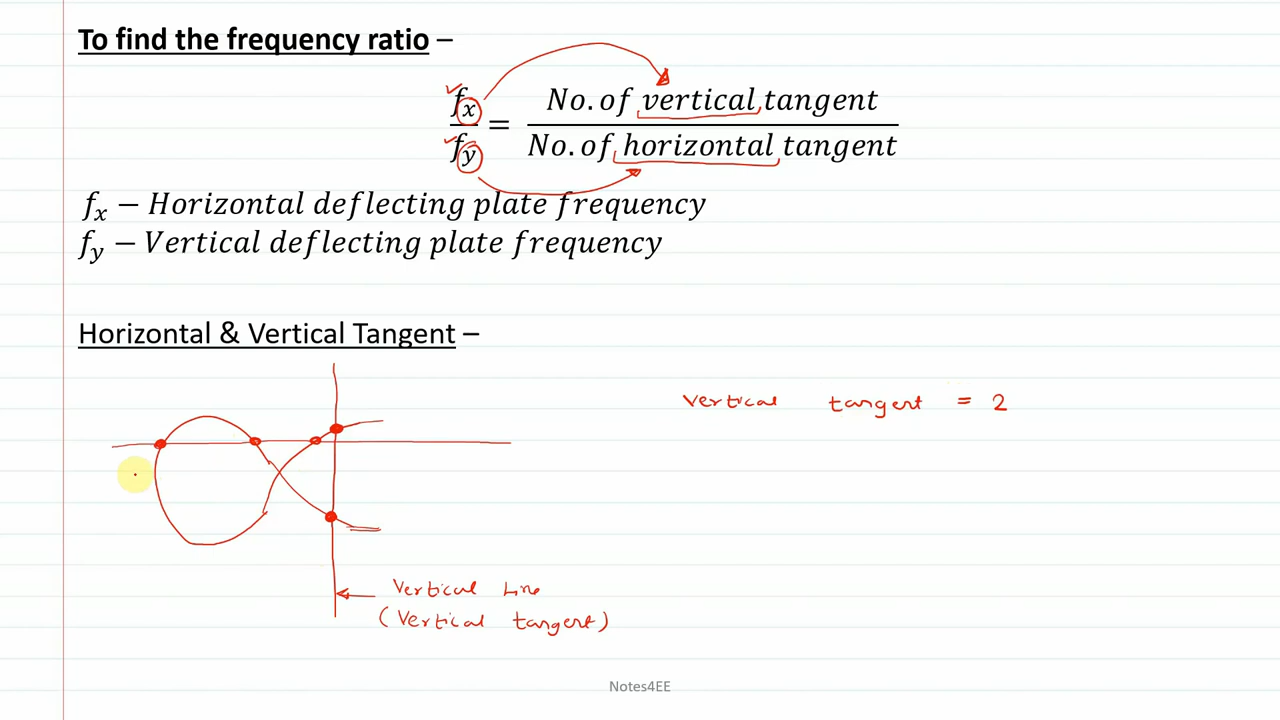 To find the frequency ratio –
fx / fy = No. of vertical tangent / No. of horizontal tangent
fx − Horizontal deflecting plate frequency
fy − Vertical deflecting plate frequency
Horizontal & Vertical Tangent –
Vertical tangent = 2
Vertical Line
(Vertical tangent)
Notes4EE